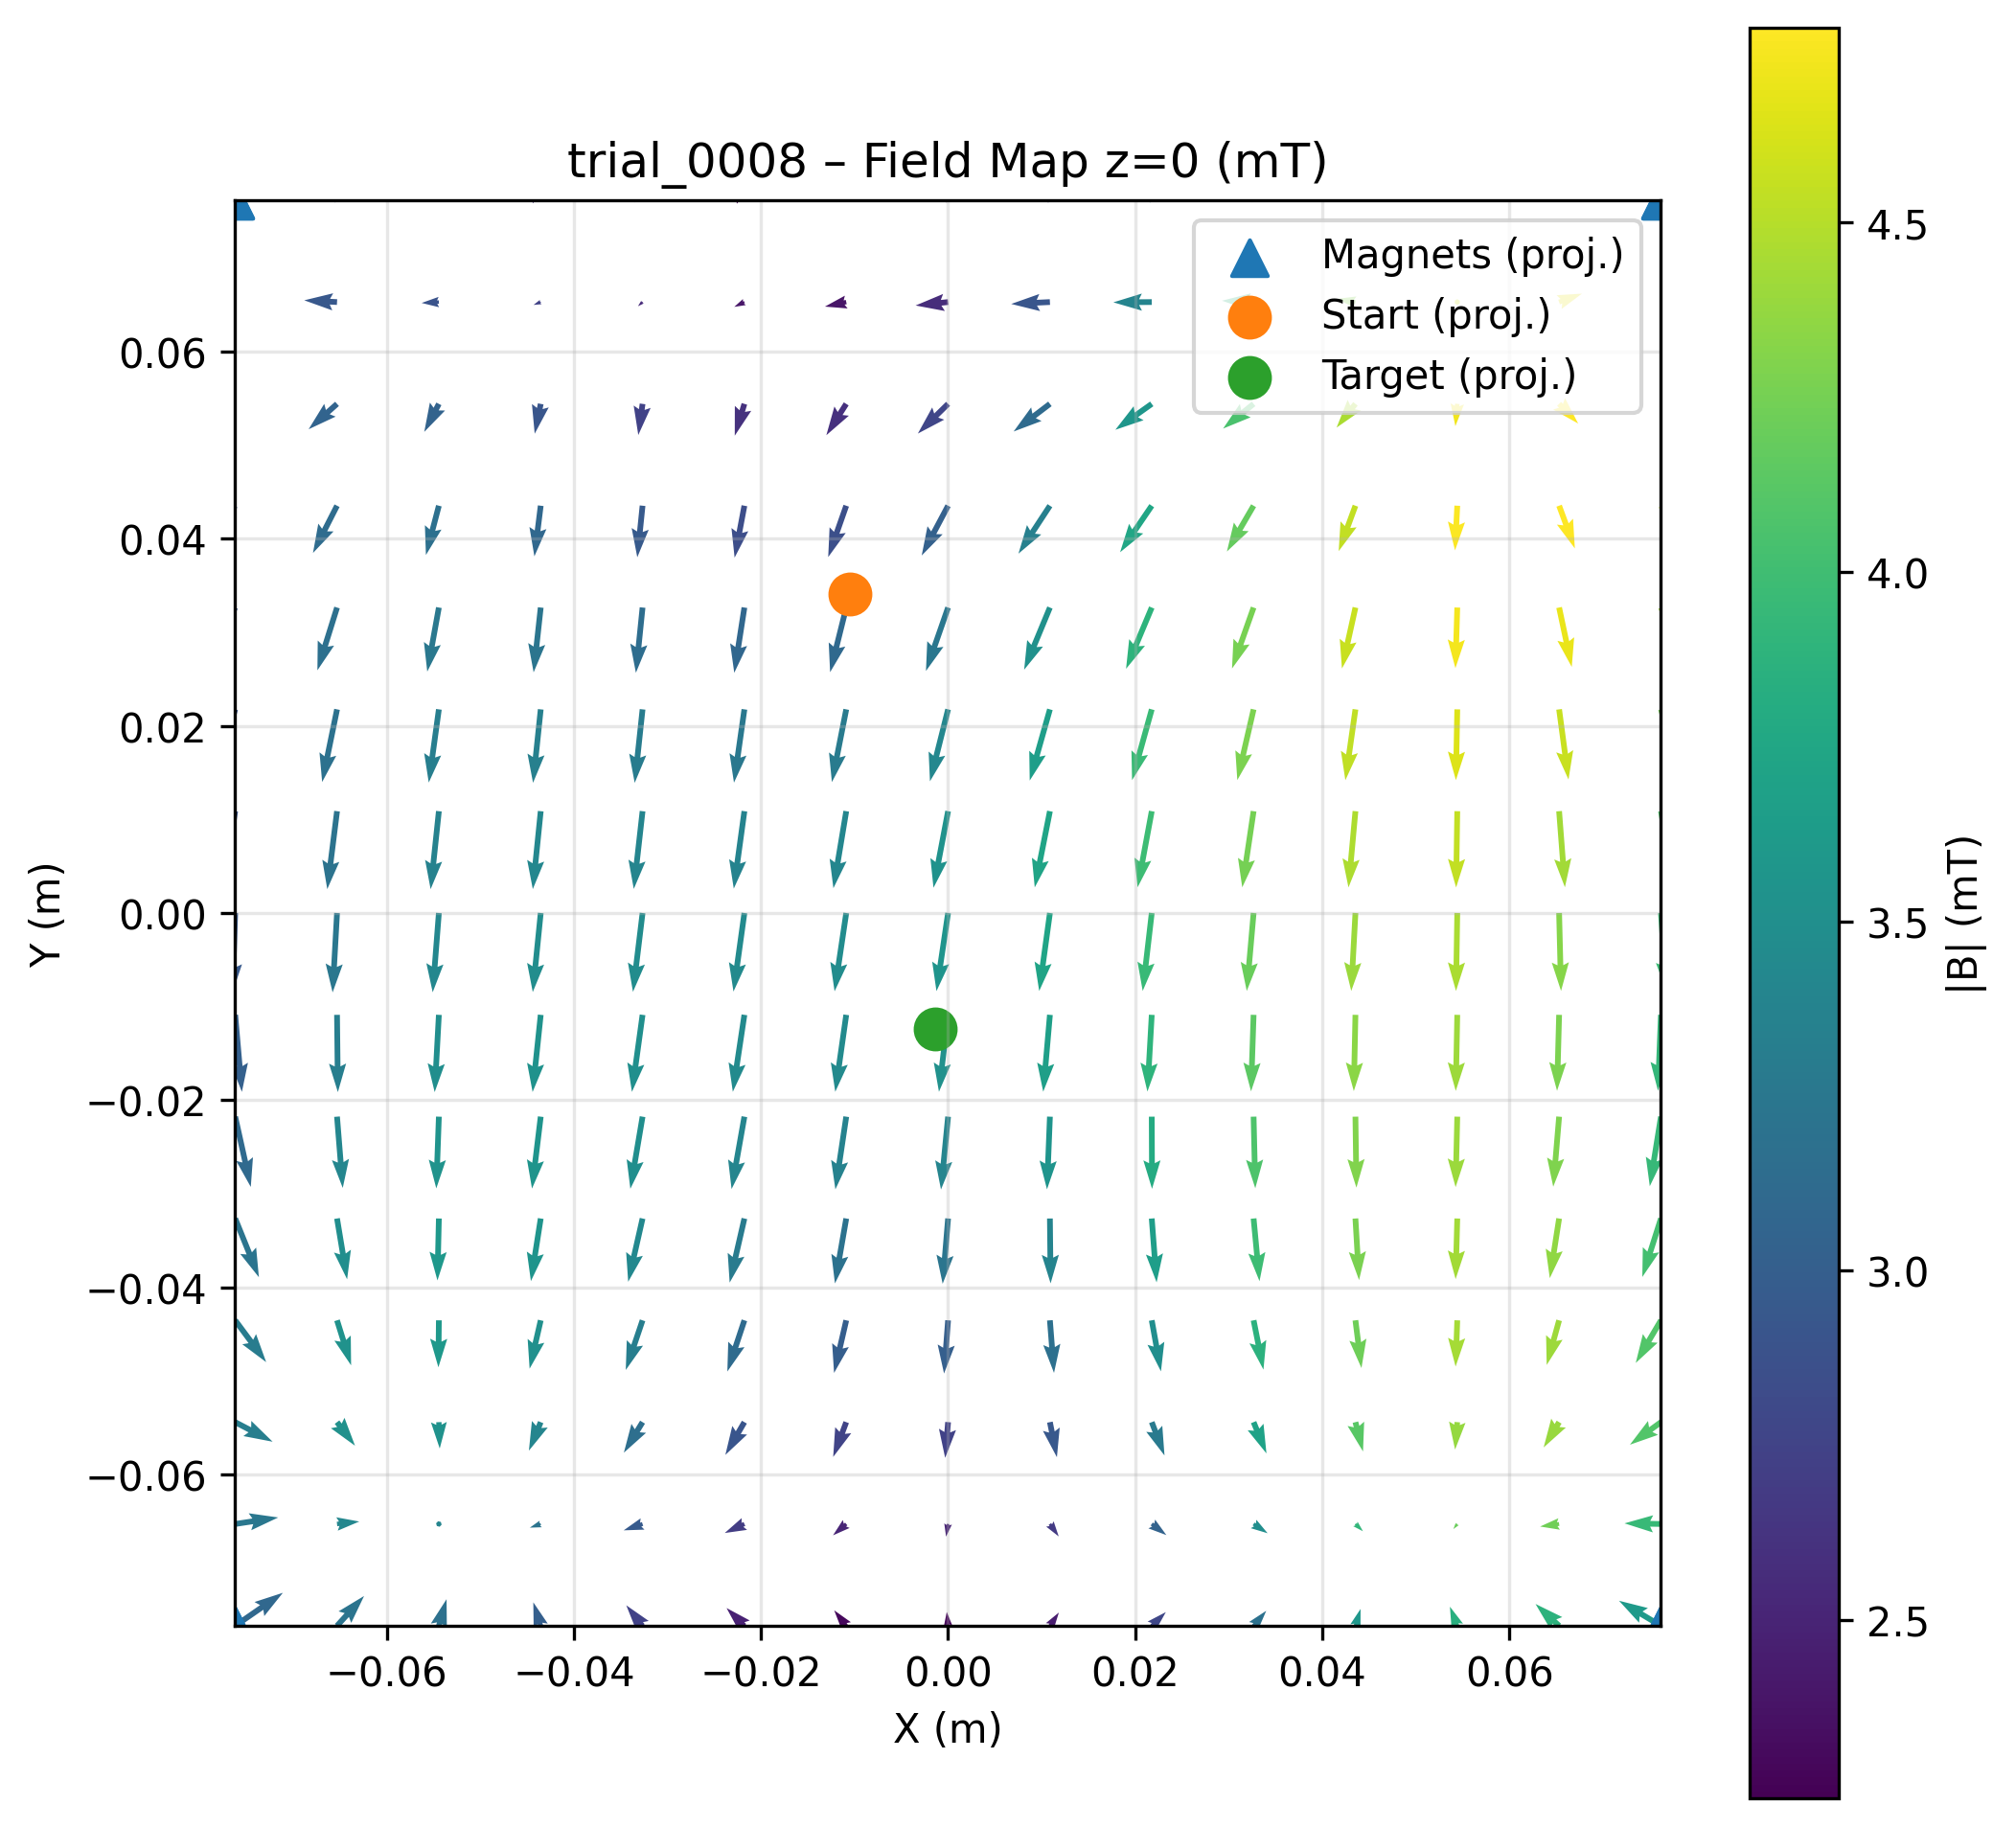 trial_0008 – Field Map z=0 (mT)
Magnets (proj.)
Start (proj.)
Target (proj.)
0.06
0.04
0.02
0.00
−0.02
−0.04
−0.06
Y (m)
−0.06
−0.04
−0.02
0.00
0.02
0.04
0.06
X (m)
4.5
4.0
3.5
3.0
2.5
|B| (mT)